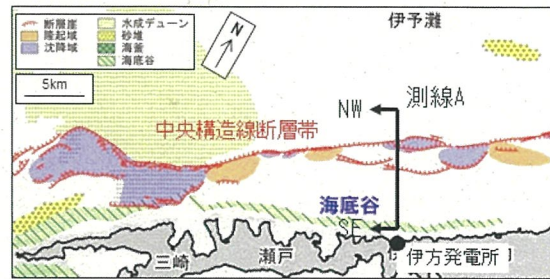 断層崖
隆起域
沈降域
水成デューン
砂堆
海釜
海底谷
N
伊予灘
5km
NW
測線A
中央構造線断層帯
海底谷
SE
伊方発電所
瀬戸
三崎